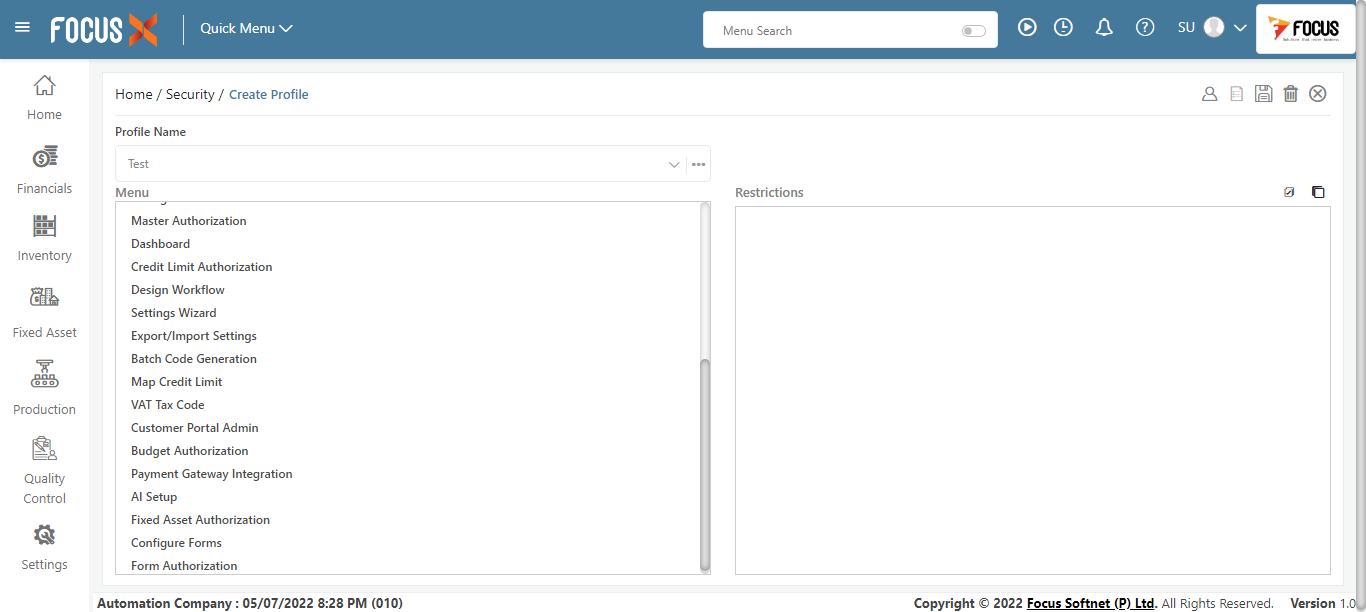 FOCUS X
Quick Menu
Menu Search
SU
FOCUS
Home
Financials
Inventory
Fixed Asset
Production
Quality
Control
Settings
Home / Security / Create Profile
Profile Name
Test
Menu
Master Authorization
Dashboard
Credit Limit Authorization
Design Workflow
Settings Wizard
Export/Import Settings
Batch Code Generation
Map Credit Limit
VAT Tax Code
Customer Portal Admin
Budget Authorization
Payment Gateway Integration
AI Setup
Fixed Asset Authorization
Configure Forms
Form Authorization
Restrictions
Automation Company : 05/07/2022 8:28 PM (010)
Copyright © 2022 Focus Softnet (P) Ltd. All Rights Reserved. Version 1.0